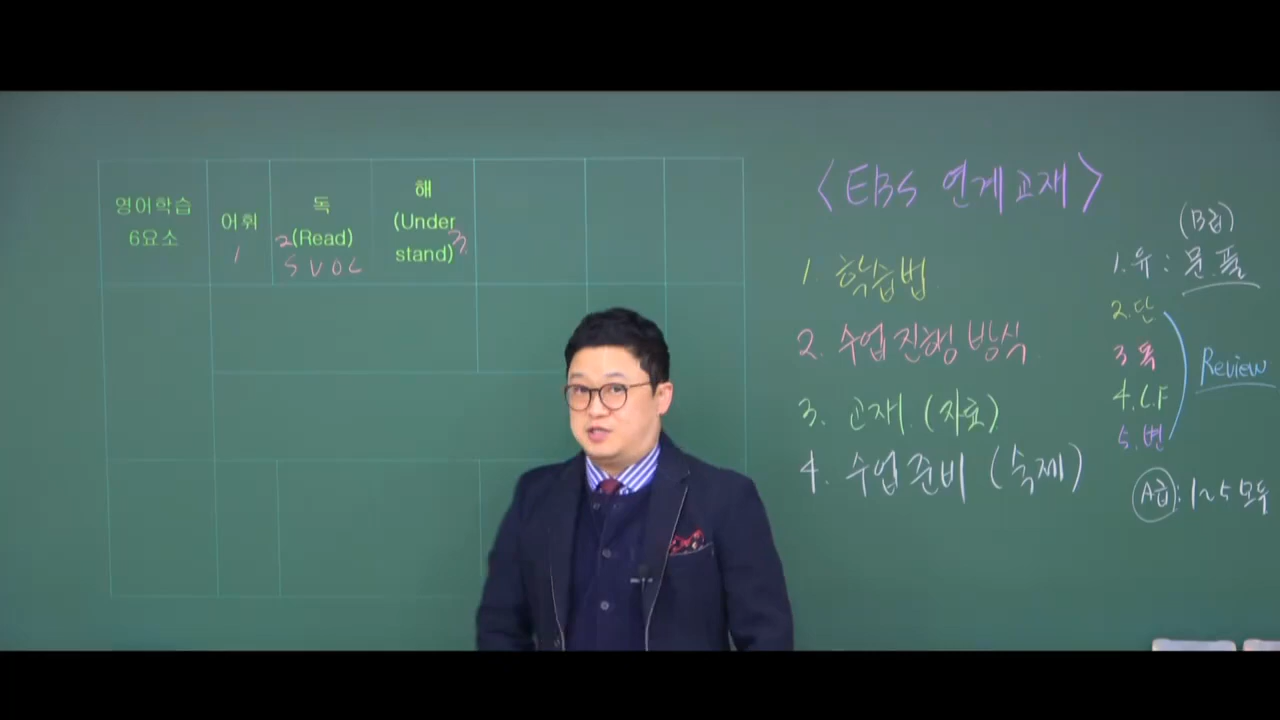 영어학습
6요소
어휘
1
독
2(Read)
S V O C
해
(Under
stand) 3.
<EBS 연계교재>
1. 학습법
2. 수업 진행 방식
3. 교재 (자료)
4. 수업 준비 (숙제)
(B급)
1. 유 : 문.풀
2. 단
3 독
4. L.F
5. 변
Review
A급 : 1~5 모두